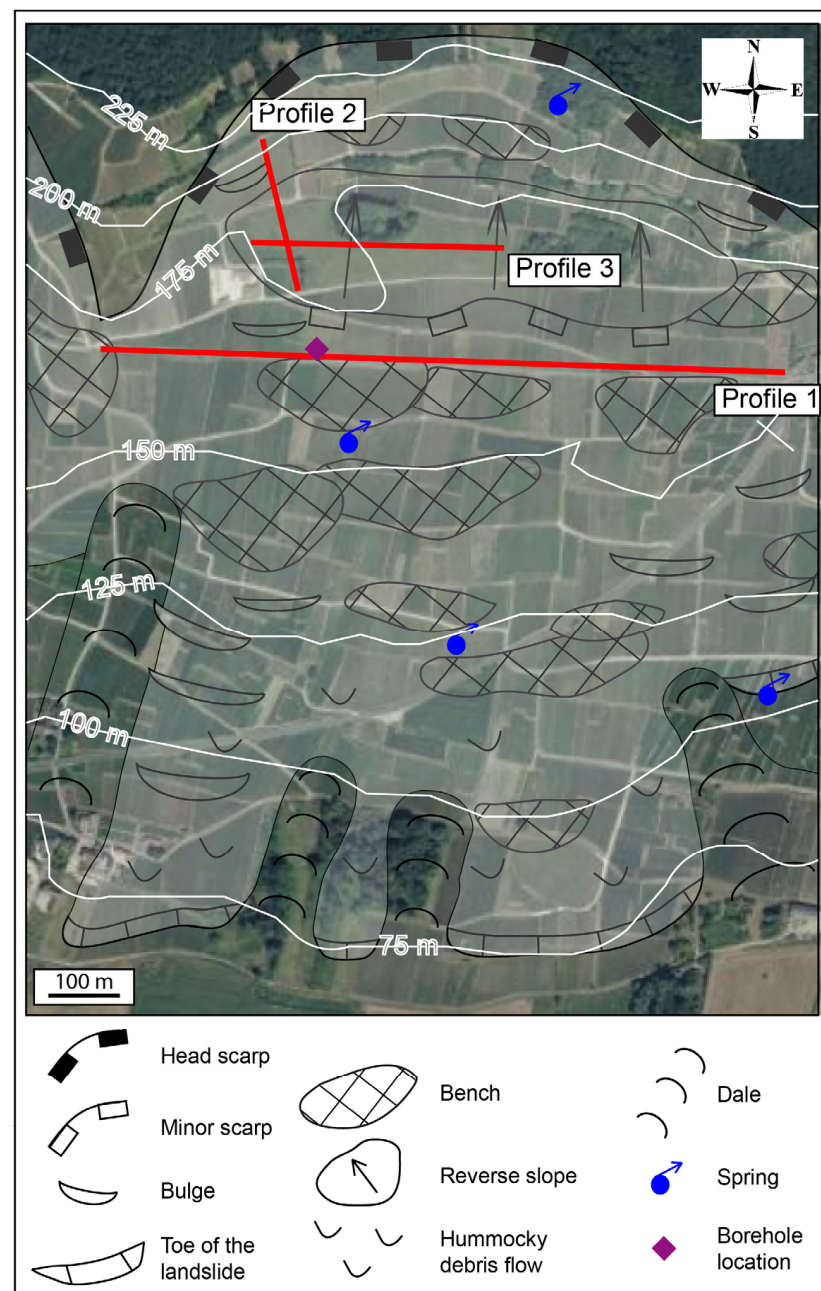 N
W E
S
225 m
Profile 2
200 m
175 m
Profile 3
Profile 1
150 m
125 m
100 m
75 m
100 m
Head scarp
Minor scarp
Bulge
Toe of the
landslide
Bench
Reverse slope
Hummocky
debris flow
Dale
Spring
Borehole
location